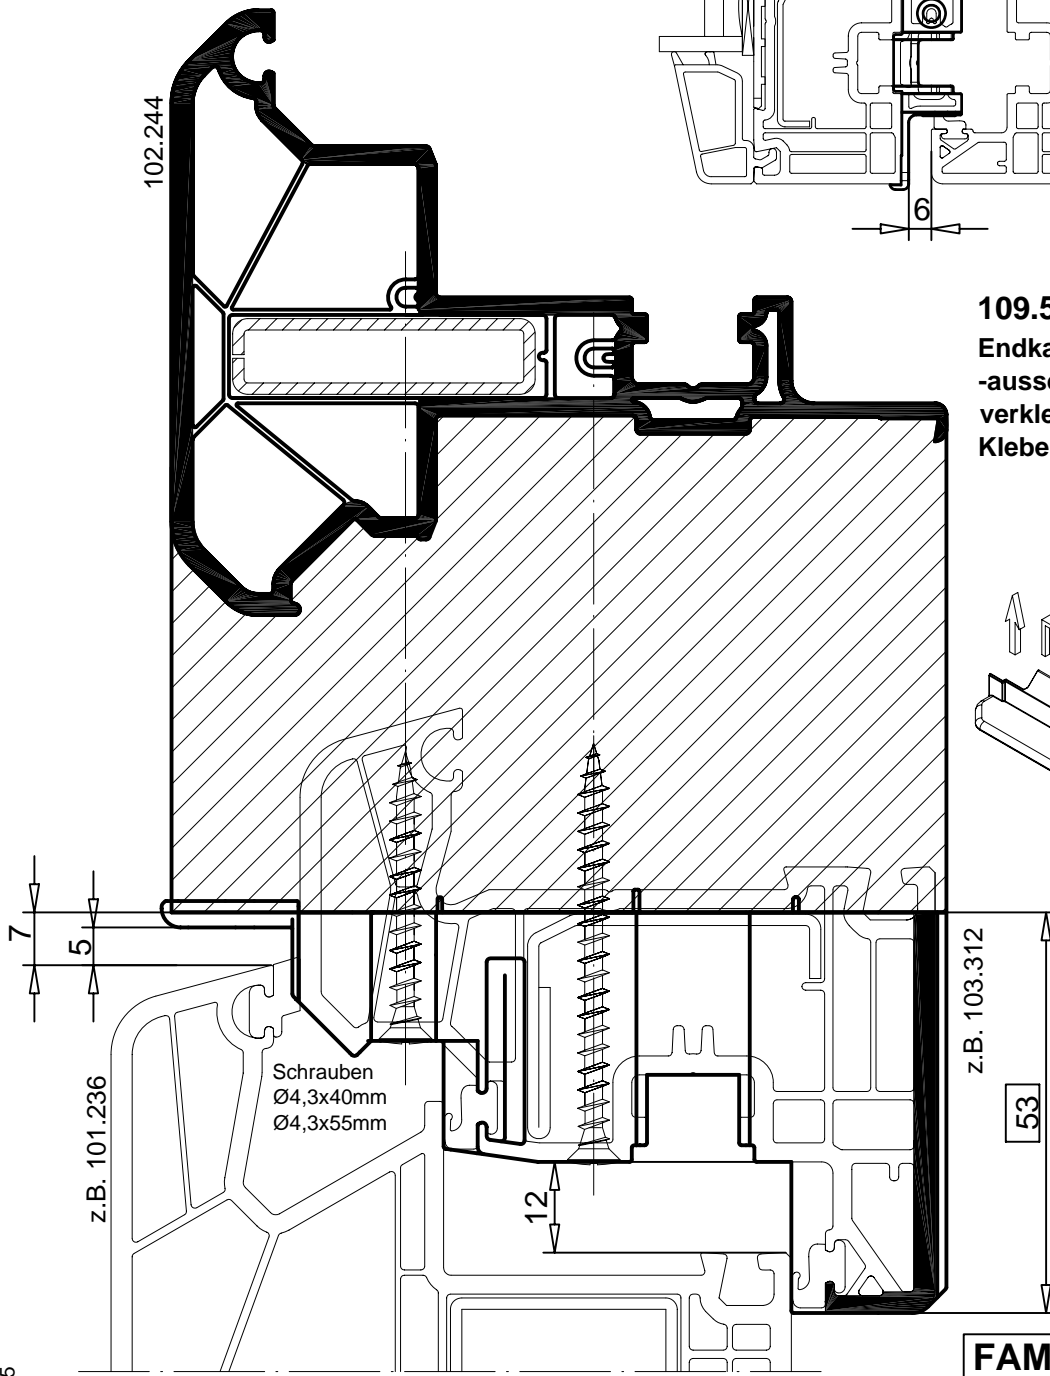 102.244
6
109.5
Endka
-auss
verkle
Klebe
7
5
Schrauben
Ø4,3x40mm
Ø4,3x55mm
z.B. 101.236
z.B. 103.312
53
12
FAM